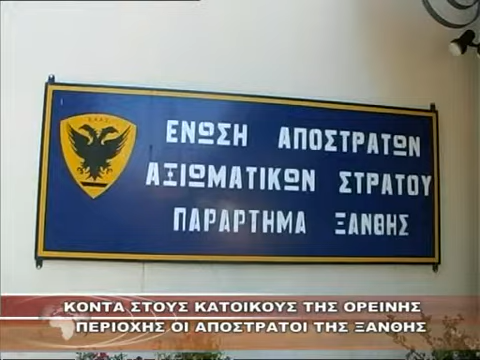 Ε.Α.Α.Σ.
ΕΝΩΣΗ ΑΠΟΣΤΡΑΤΩΝ
ΑΞΙΩΜΑΤΙΚΩΝ ΣΤΡΑΤΟΥ
ΠΑΡΑΡΤΗΜΑ ΞΑΝΘΗΣ
ΚΟΝΤΑ ΣΤΟΥΣ ΚΑΤΟΙΚΟΥΣ ΤΗΣ ΟΡΕΙΝΗΣ
ΠΕΡΙΟΧΗΣ ΟΙ ΑΠΟΣΤΡΑΤΟΙ ΤΗΣ ΞΑΝΘΗΣ